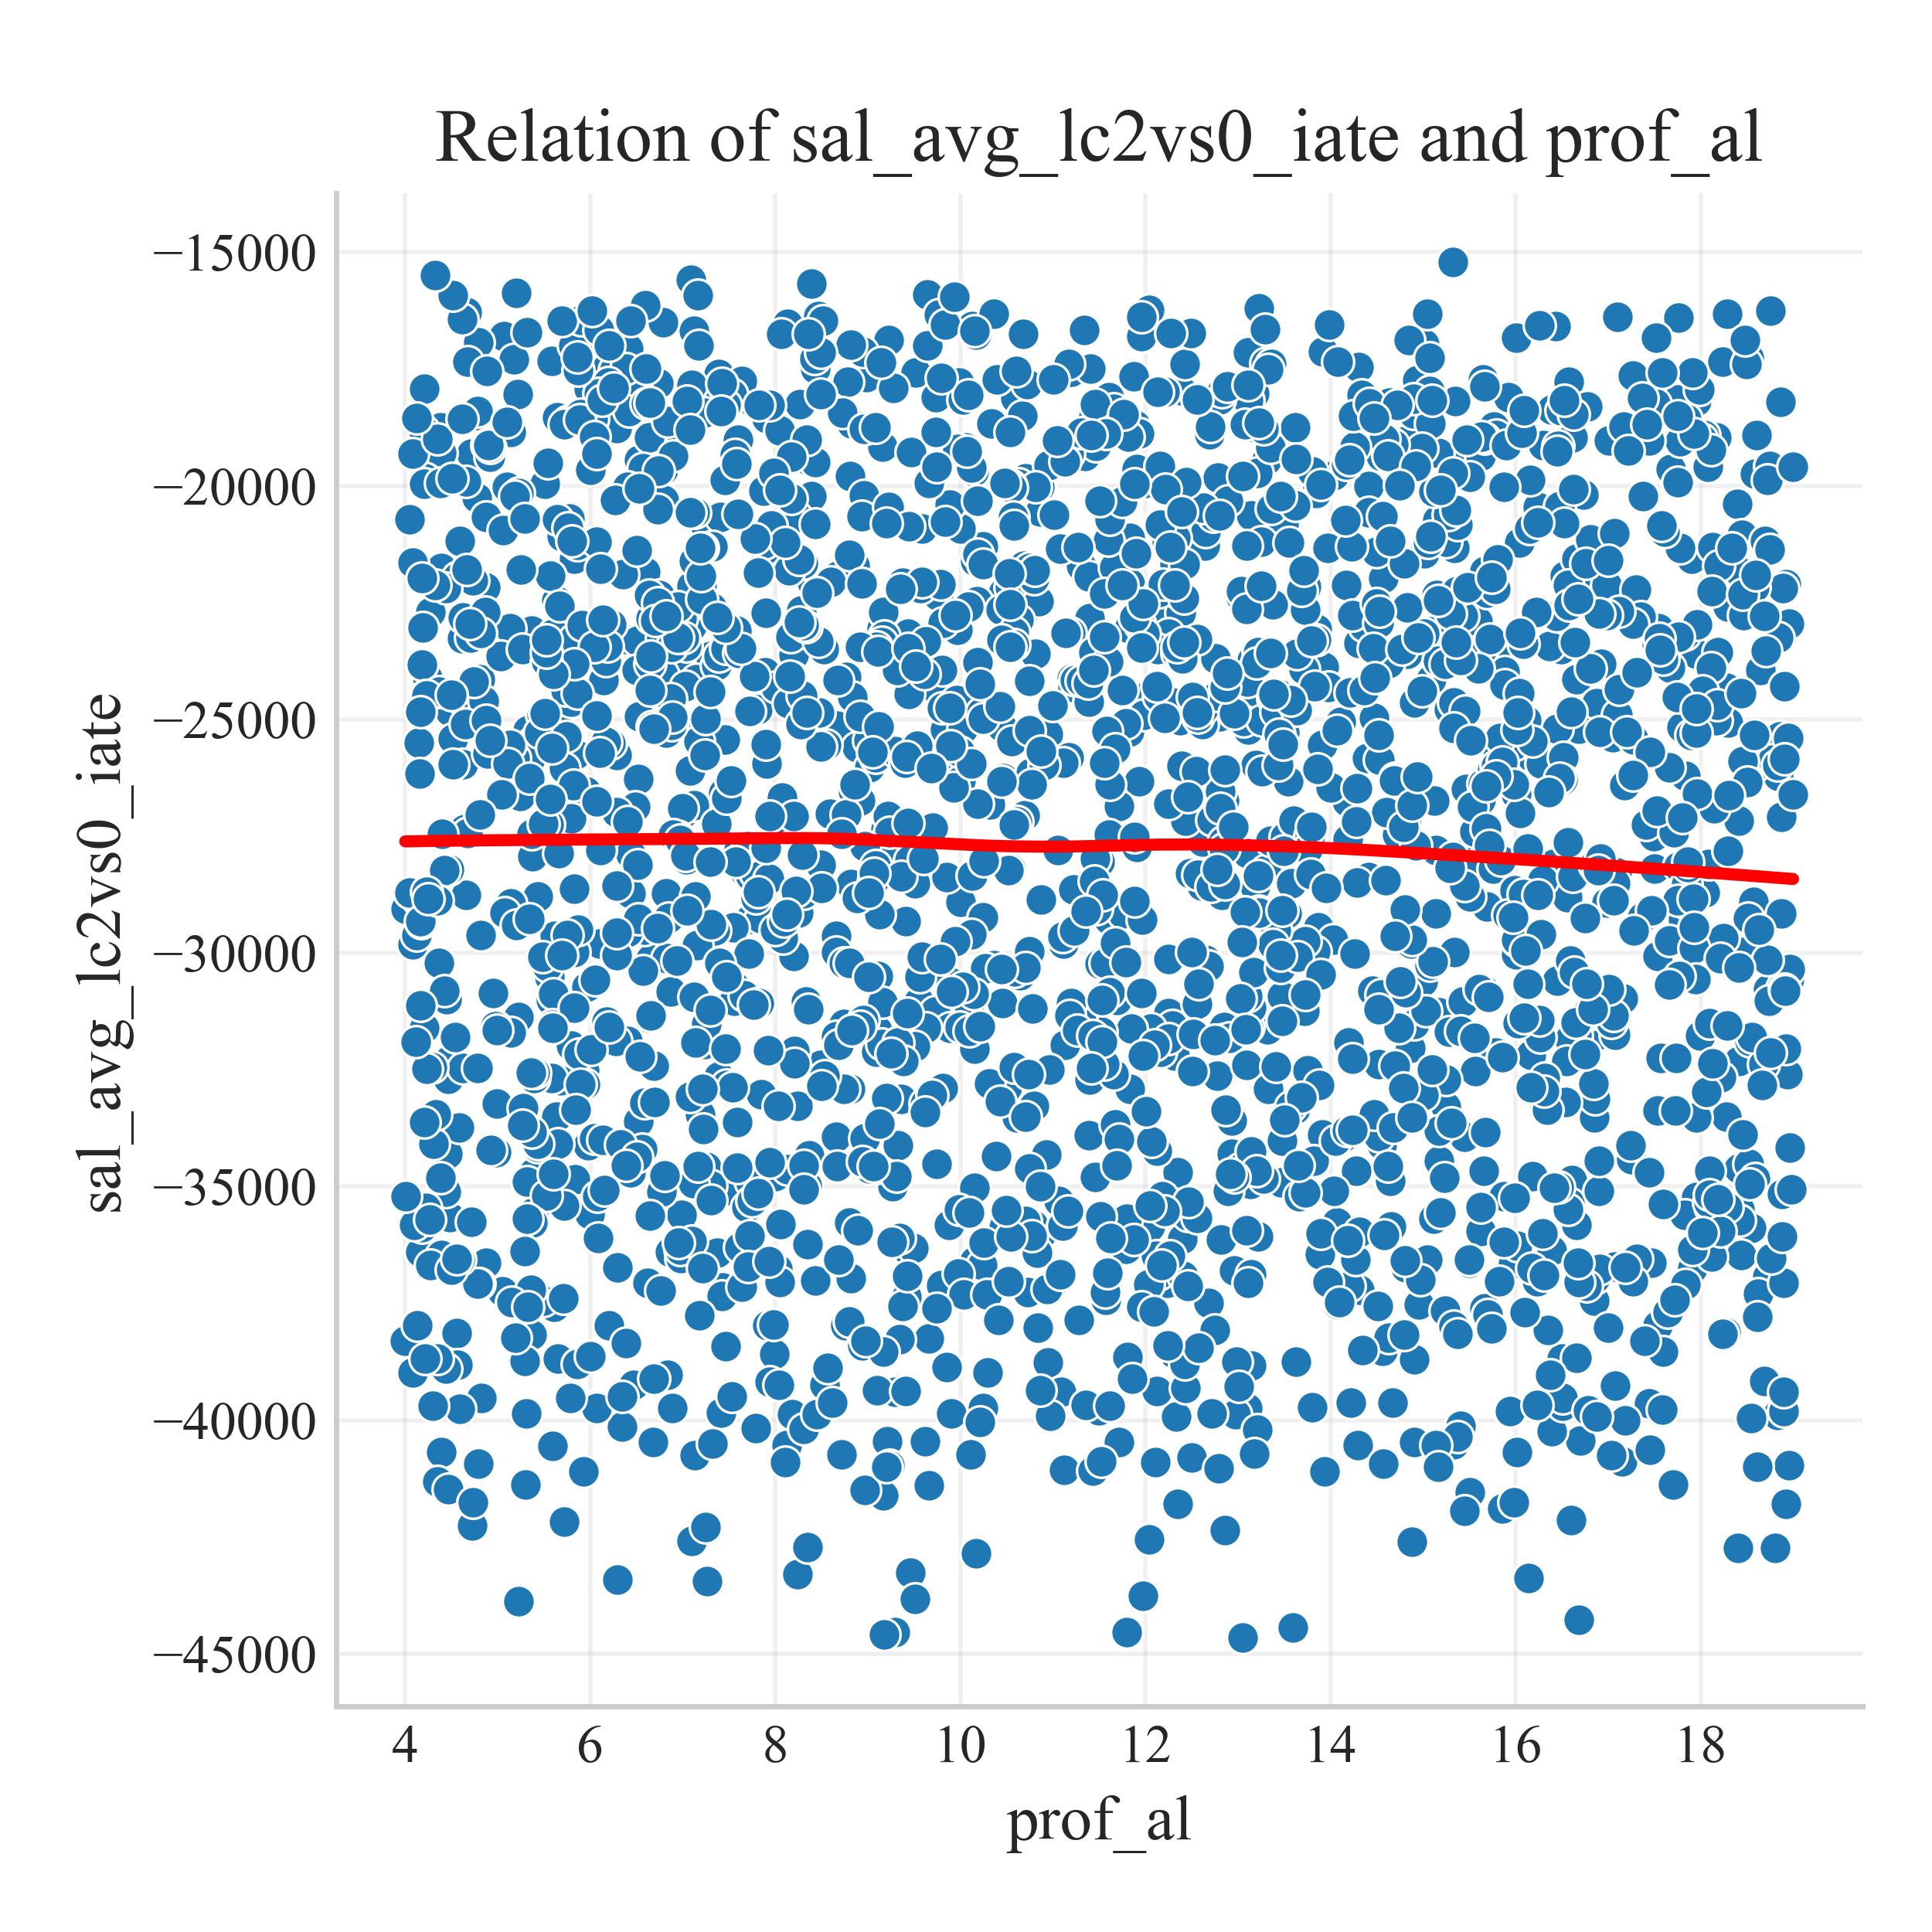 Relation of sal_avg_lc2vs0_iate and prof_al
−15000
−20000
−25000
−30000
−35000
−40000
−45000
sal_avg_lc2vs0_iate
4 6 8 10 12 14 16 18
prof_al